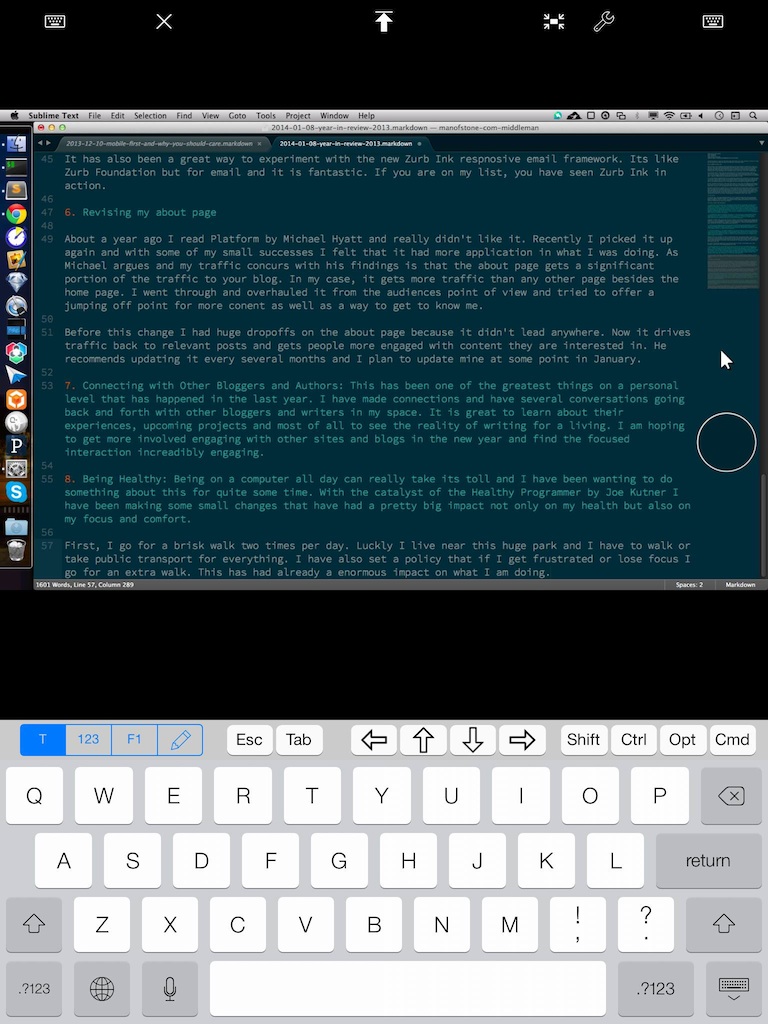 Sublime Text File Edit Selection Find View Goto Tools Project Window Help
2014-01-08-year-in-review-2013.markdown — manofstone-com-middleman
2013-12-10-mobile-first-and-why-you-should-care.markdown × 2014-01-08-year-in-review-2013.markdown
45 It has also been a great way to experiment with the new Zurb Ink respnosive email framework. Its like
Zurb Foundation but for email and it is fantastic. If you are on my list, you have seen Zurb Ink in
action.
46
47 6. Revising my about page
48
49 About a year ago I read Platform by Michael Hyatt and really didn't like it. Recently I picked it up
again and with some of my small successes I felt that it had more application in what I was doing. As
Michael argues and my traffic concurs with his findings is that the about page gets a significant
portion of the traffic to your blog. In my case, it gets more traffic than any other page besides the
home page. I went through and overhauled it from the audiences point of view and tried to offer a
jumping off point for more conent as well as a way to get to know me.
50
51 Before this change I had huge dropoffs on the about page because it didn't lead anywhere. Now it drives
traffic back to relevant posts and gets people more engaged with content they are interested in. He
recommends updating it every several months and I plan to update mine at some point in January.
52
53 7. Connecting with Other Bloggers and Authors: This has been one of the greatest things on a personal
level that has happened in the last year. I have made connections and have several conversations going
back and forth with other bloggers and writers in my space. It is great to learn about their
experiences, upcoming projects and most of all to see the reality of writing for a living. I am hoping
to get more involved engaging with other sites and blogs in the new year and find the focused
interaction increadibly engaging.
54
55 8. Being Healthy: Being on a computer all day can really take its toll and I have been wanting to do
something about this for quite some time. With the catalyst of the Healthy Programmer by Joe Kutner I
have been making some small changes that have had a pretty big impact not only on my health but also on
my focus and comfort.
56
57 First, I go for a brisk walk two times per day. Luckly I live near this huge park and I have to walk or
take public transport for everything. I have also set a policy that if I get frustrated or lose focus I
go for an extra walk. This has had already a enormous impact on what I am doing.
1601 Words, Line 57, Column 289 Spaces: 2 Markdown
T 123 F1 Esc Tab Shift Ctrl Opt Cmd
Q W E R T Y U I O P
A S D F G H J K L return
Z X C V B N M ! , ? .
.?123 .?123